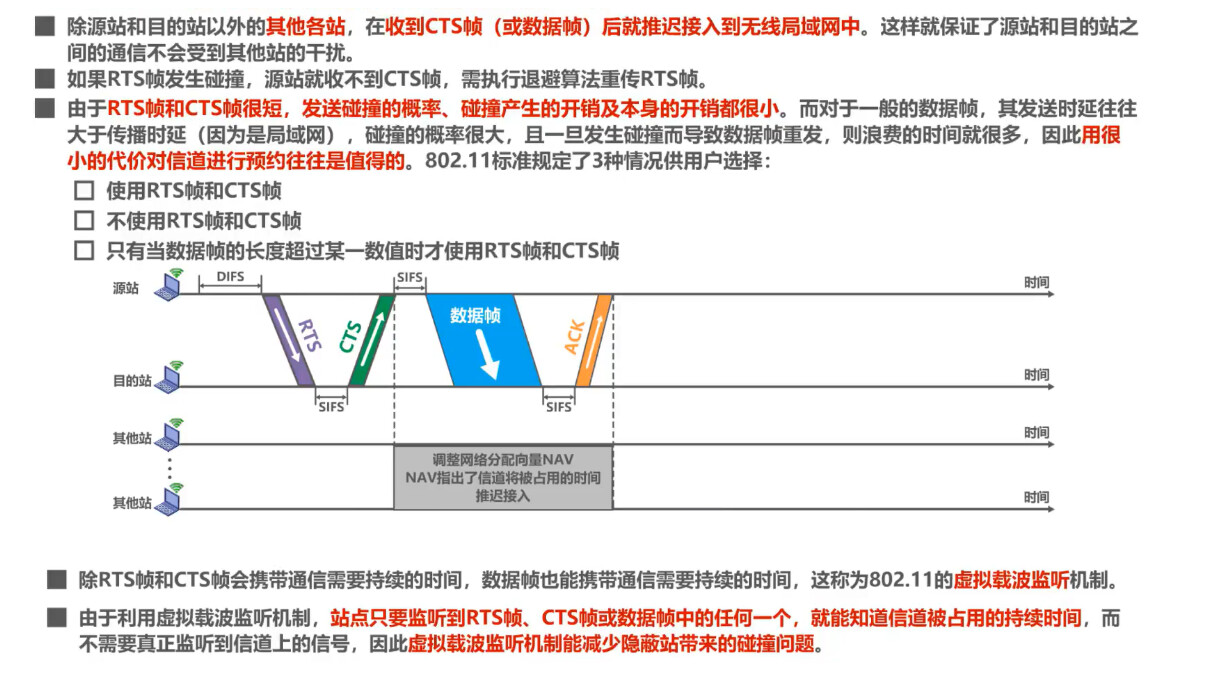 除源站和目的站以外的其他各站，在收到CTS帧（或数据帧）后就推迟接入到无线局域网中。这样就保证了源站和目的站之
间的通信不会受到其他站的干扰。
如果RTS帧发生碰撞，源站就收不到CTS帧，需执行退避算法重传RTS帧。
由于RTS帧和CTS帧很短，发送碰撞的概率、碰撞产生的开销及本身的开销都很小。而对于一般的数据帧，其发送时延往往
大于传播时延（因为是局域网），碰撞的概率很大，且一旦发生碰撞而导致数据帧重发，则浪费的时间就很多，因此用很
小的代价对信道进行预约往往是值得的。802.11标准规定了3种情况供用户选择：
使用RTS帧和CTS帧
不使用RTS帧和CTS帧
只有当数据帧的长度超过某一数值时才使用RTS帧和CTS帧
DIFS
SIFS
源站
时间
RTS
CTS
数据帧
ACK
目的站
时间
SIFS
SIFS
其他站
时间
调整网络分配向量NAV
NAV指出了信道将被占用的时间
推迟接入
其他站
时间
除RTS帧和CTS帧会携带通信需要持续的时间，数据帧也能携带通信需要持续的时间，这称为802.11的虚拟载波监听机制。
由于利用虚拟载波监听机制，站点只要监听到RTS帧、CTS帧或数据帧中的任何一个，就能知道信道被占用的持续时间，而
不需要真正监听到信道上的信号，因此虚拟载波监听机制能减少隐蔽站带来的碰撞问题。